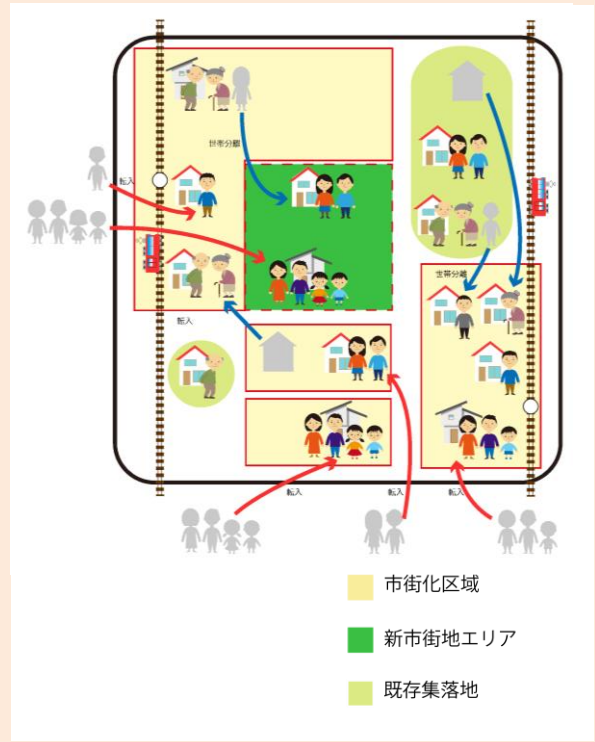 世帯分離
転入
世帯分離
転入
転入
転入
転入
市街化区域
新市街地エリア
既存集落地